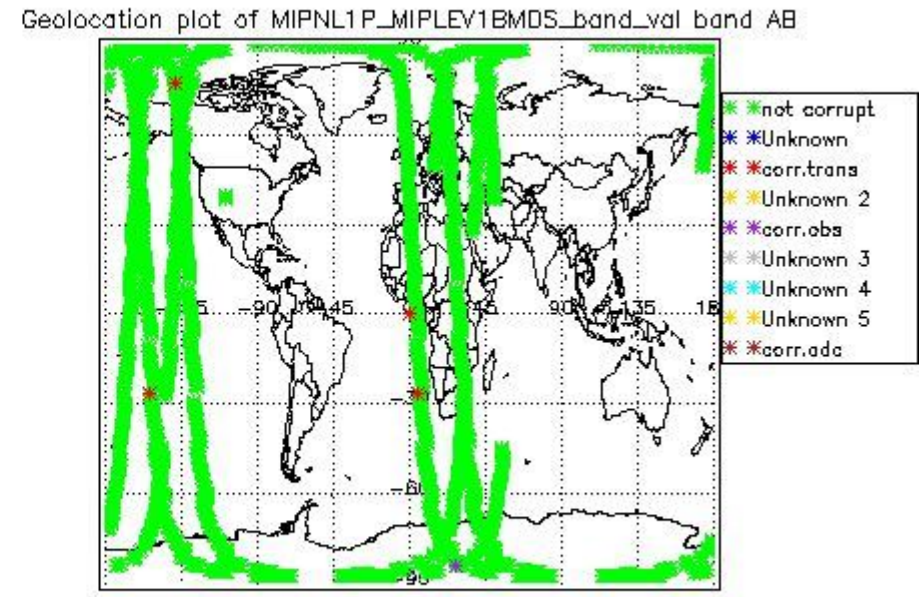 Geolocation plot of MIPNL1P_MIPLEV1BMDS_band_val band AB
not corrupt
Unknown
corr.trans
Unknown 2
corr.obs
Unknown 3
Unknown 4
Unknown 5
corr.adc
-90 -45 45 90 135
-60
-90